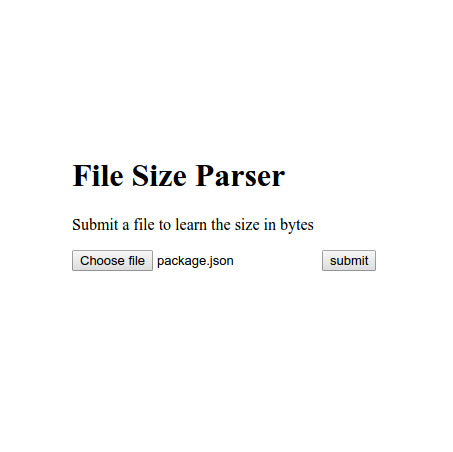 File Size Parser
Submit a file to learn the size in bytes
Choose file package.json submit